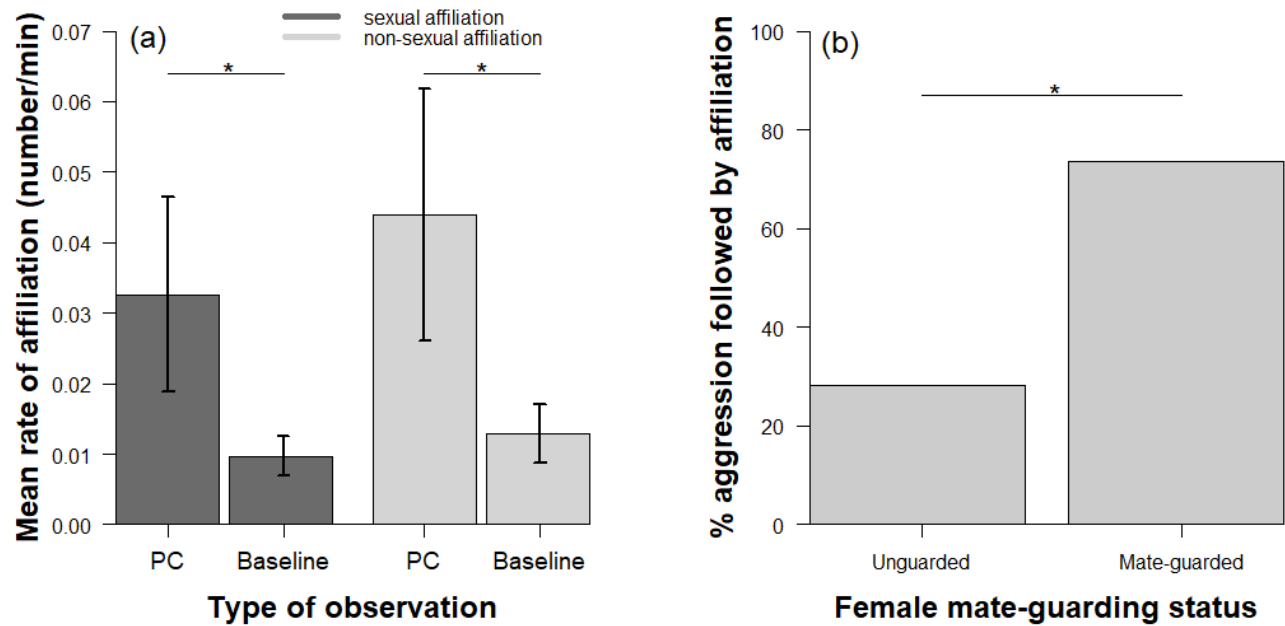 (a)
sexual affiliation
non-sexual affiliation
Mean rate of affiliation (number/min)
0.07
0.06
0.05
0.04
0.03
0.02
0.01
0.00
*
*
PC Baseline PC Baseline
Type of observation
(b)
% aggression followed by affiliation
100
80
60
40
20
0
*
Unguarded Mate-guarded
Female mate-guarding status